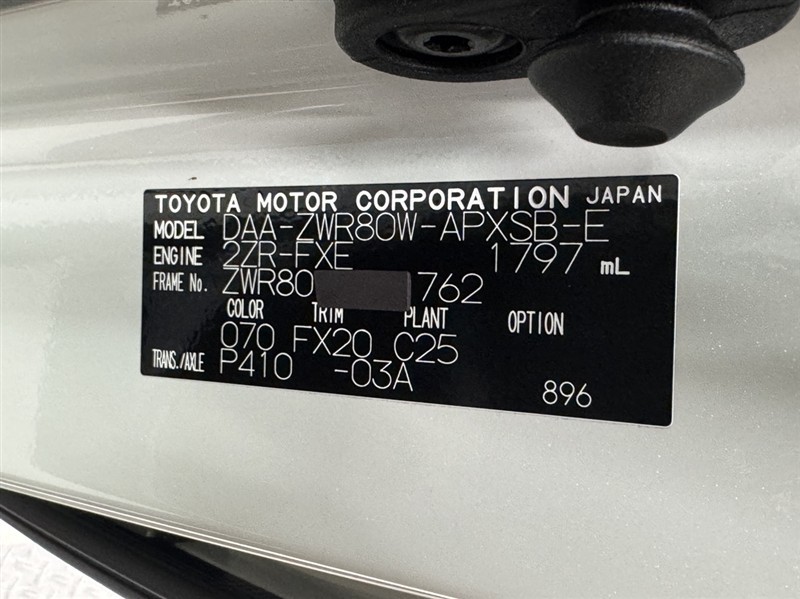 TOYOTA MOTOR CORPORATION JAPAN
MODEL DAA-ZWR80W-APXSB-E
ENGINE 2ZR-FXE 1797 mL
FRAME No. ZWR80 762
COLOR TRIM PLANT OPTION
070 FX20 C25
TRANS./AXLE P410 -03A
896